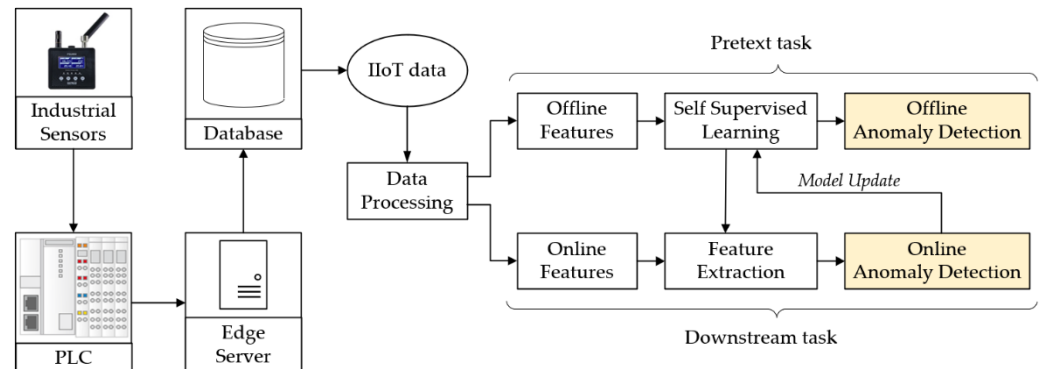 Industrial
Sensors
PLC
Edge
Server
Database
IIoT data
Data
Processing
Pretext task
Offline
Features
Self Supervised
Learning
Offline
Anomaly Detection
Model Update
Online
Features
Feature
Extraction
Online
Anomaly Detection
Downstream task